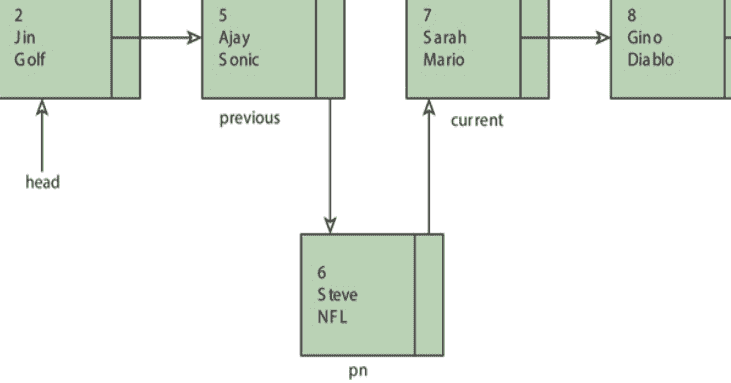 2
Jin
Golf
5
Ajay
Sonic
7
Sarah
Mario
8
Gino
Diablo
previous
current
head
6
Steve
NFL
pn